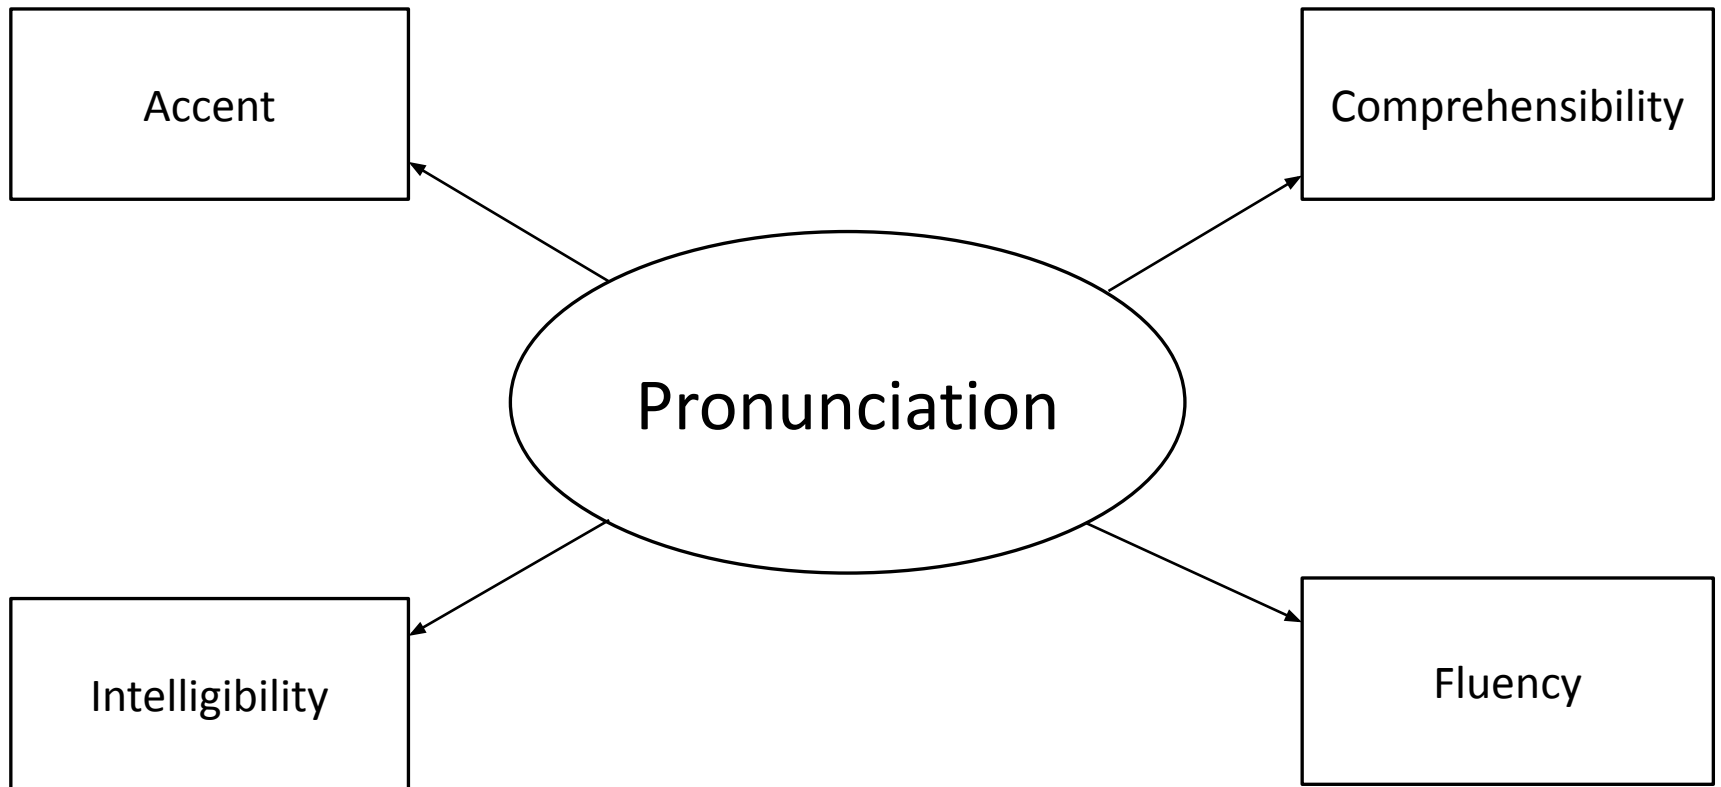 Accent
Comprehensibility
Pronunciation
Intelligibility
Fluency